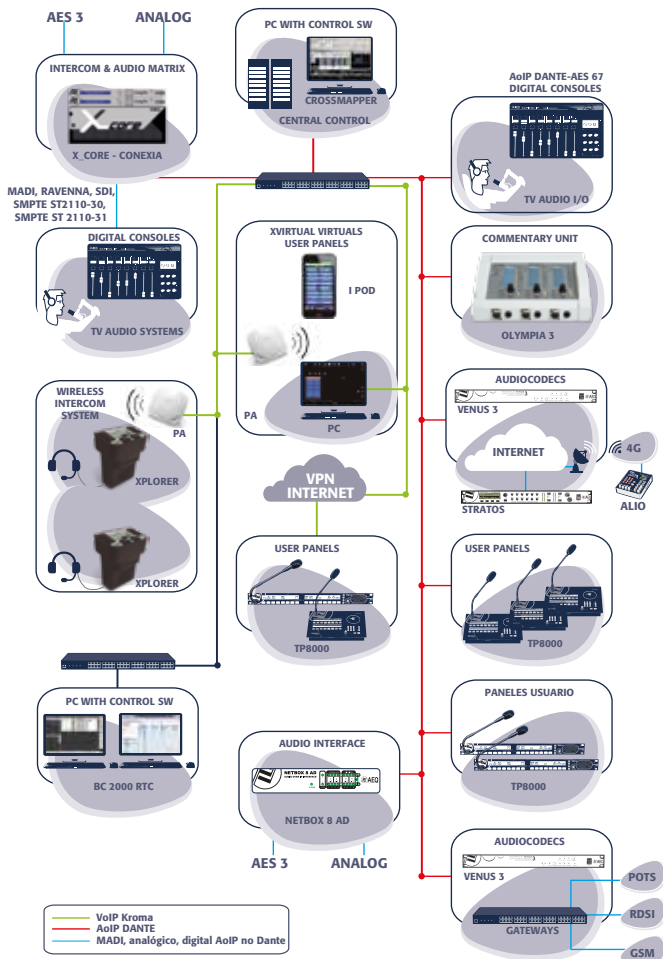 AES 3
ANALOG
INTERCOM & AUDIO MATRIX
Xcore
X_CORE - CONEXIA
PC WITH CONTROL SW
CROSSMAPPER
CENTRAL CONTROL
AoIP DANTE-AES 67
DIGITAL CONSOLES
TV AUDIO I/O
MADI, RAVENNA, SDI,
SMPTE ST2110-30,
SMPTE ST 2110-31
DIGITAL CONSOLES
TV AUDIO SYSTEMS
XVIRTUAL VIRTUALS
USER PANELS
I POD
PA
PC
COMMENTARY UNIT
OLYMPIA 3
WIRELESS
INTERCOM
SYSTEM
PA
XPLORER
XPLORER
AUDIOCODECS
VENUS 3
INTERNET
4G
STRATOS
ALIO
VPN
INTERNET
USER PANELS
TP8000
USER PANELS
TP8000
PC WITH CONTROL SW
BC 2000 RTC
AUDIO INTERFACE
NETBOX 8 AD
AEQ
NETBOX 8 AD
AES 3
ANALOG
PANELES USUARIO
TP8000
AUDIOCODECS
VENUS 3
GATEWAYS
POTS
RDSI
GSM
VoIP Kroma
AoIP DANTE
MADI, analógico, digital AoIP no Dante